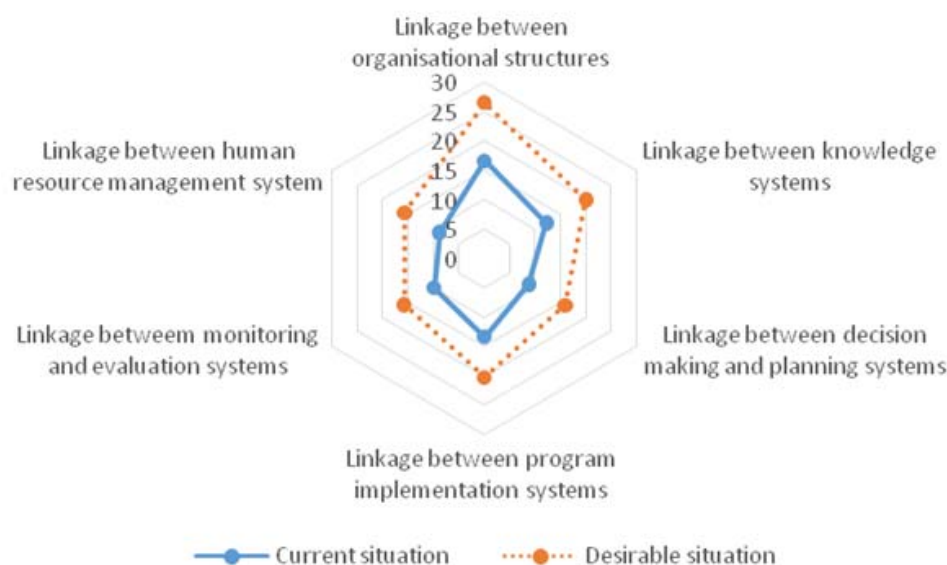 Linkage between
organisational structures
30
25
20
15
10
5
0
Linkage between knowledge
systems
Linkage between decision
making and planning systems
Linkage between program
implementation systems
Linkage betweem monitoring
and evaluation systems
Linkage between human
resource management system
Current situation
Desirable situation